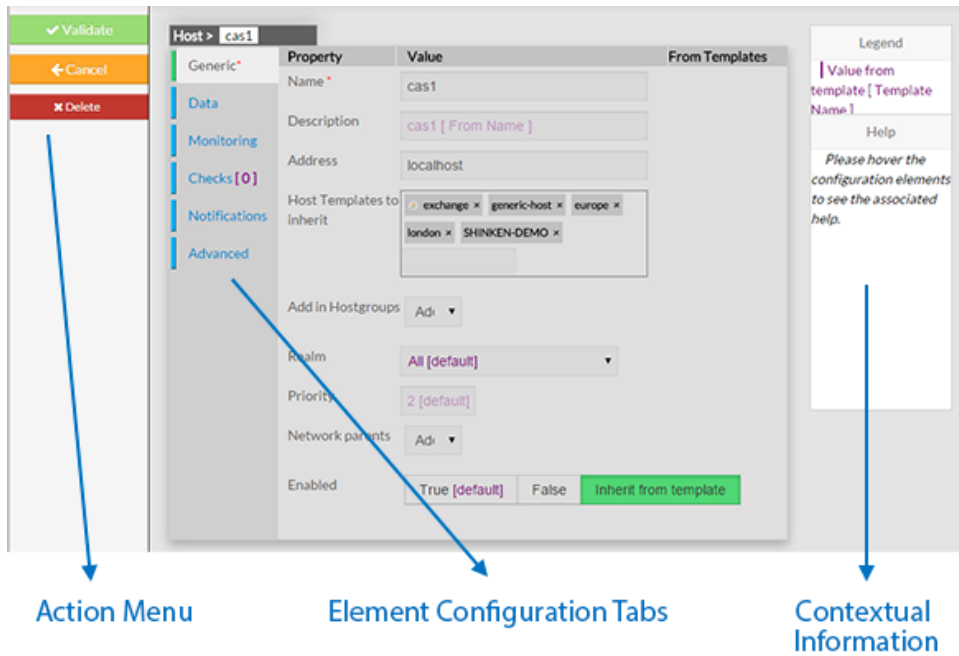 Validate
Cancel
Delete
Host > cas1
Generic*
Data
Monitoring
Checks [0]
Notifications
Advanced
Property Value From Templates
Name * cas1
Description cas1 [ From Name ]
Address localhost
Host Templates to
inherit
exchange × generic-host × europe ×
london × SHINKEN-DEMO ×
Add in Hostgroups Ad
Realm All [default]
Priority 2 [default]
Network parents Ad
Enabled True [default] False Inherit from template
Legend
Value from
template [ Template
Name ]
Help
Please hover the
configuration elements
to see the associated
help.
Action Menu
Element Configuration Tabs
Contextual
Information